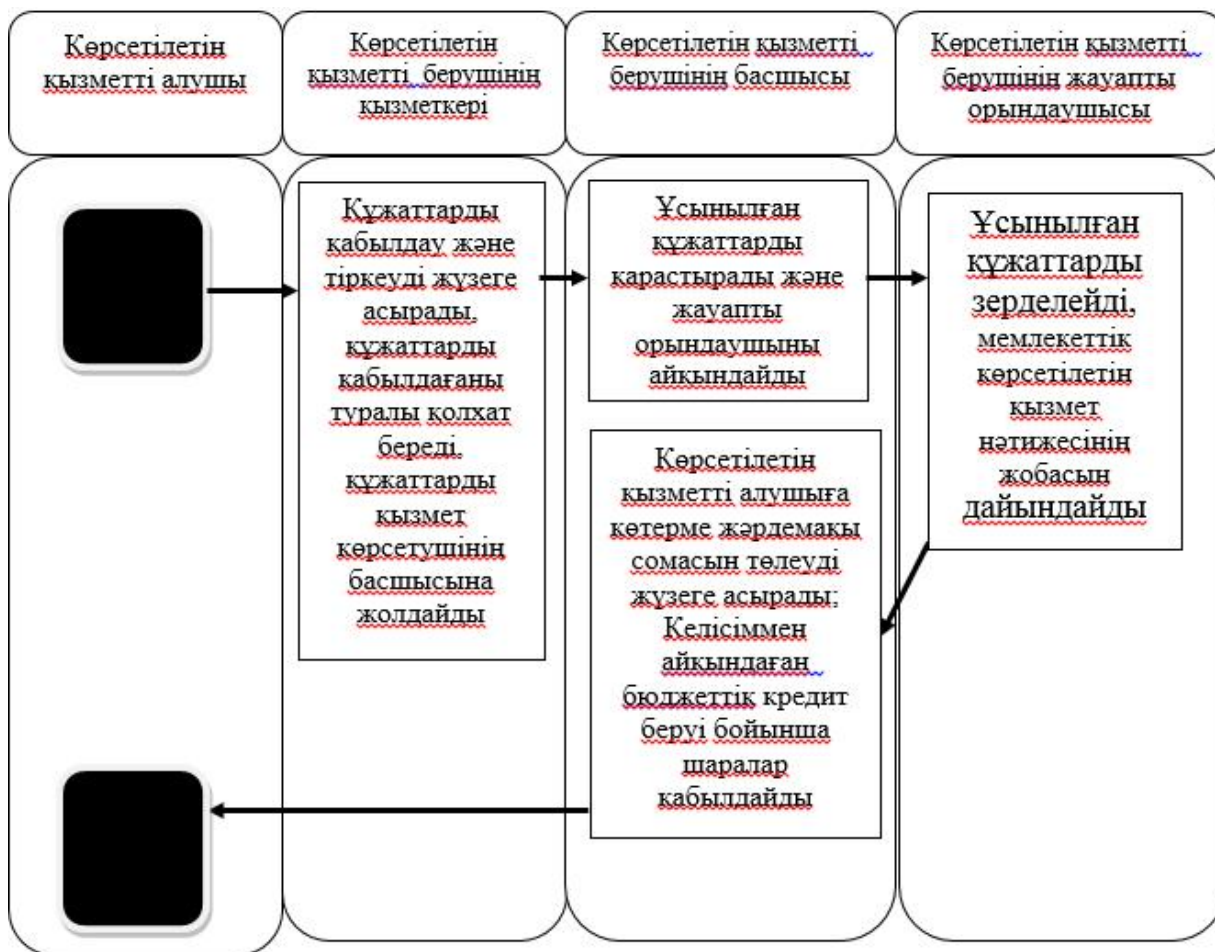 Көрсетілетін
қызметті алушы
Көрсетілетін
қызметті берушінің
қызметкері
Көрсетілетін қызметті
берушінің басшысы
Көрсетілетін қызметті
берушінің жауапты
орындаушысы
Құжаттарды
қабылдау және
тіркеуді жүзеге
асырады,
құжаттарды
қабылдағаны
туралы қолхат
береді,
құжаттарды
қызмет
көрсетушінің
басшысына
жолдайды
Ұсынылған
құжаттарды
қарастырады және
жауапты
орындаушыны
айқындайды
Ұсынылған
құжаттарды
зерделейді,
мемлекеттік
көрсетілетін
қызмет
нәтижесінің
жобасын
дайындайды
Көрсетілетін
қызметті алушыға
көтерме жәрдемақы
сомасын төлеуді
жүзеге асырады;
Келісіммен
айқындаған
бюджеттік кредит
беруі бойынша
шаралар
қабылдайды